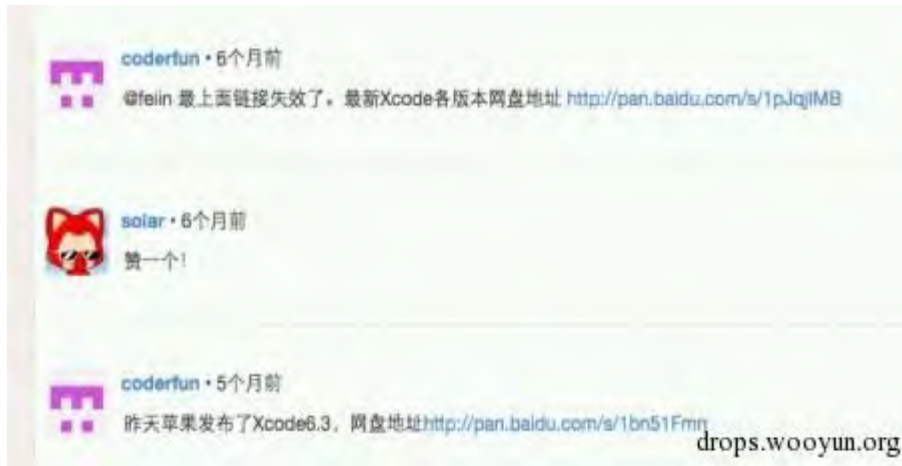 coderfun • 6个月前
@feiin 最上面链接失效了。最新Xcode各版本网盘地址 http://pan.baidu.com/s/1pJqjIMB
solar • 6个月前
赞一个!
coderfun • 5个月前
昨天苹果发布了Xcode6.3，网盘地址http://pan.baidu.com/s/1bn51Fmn
drops.wooyun.org